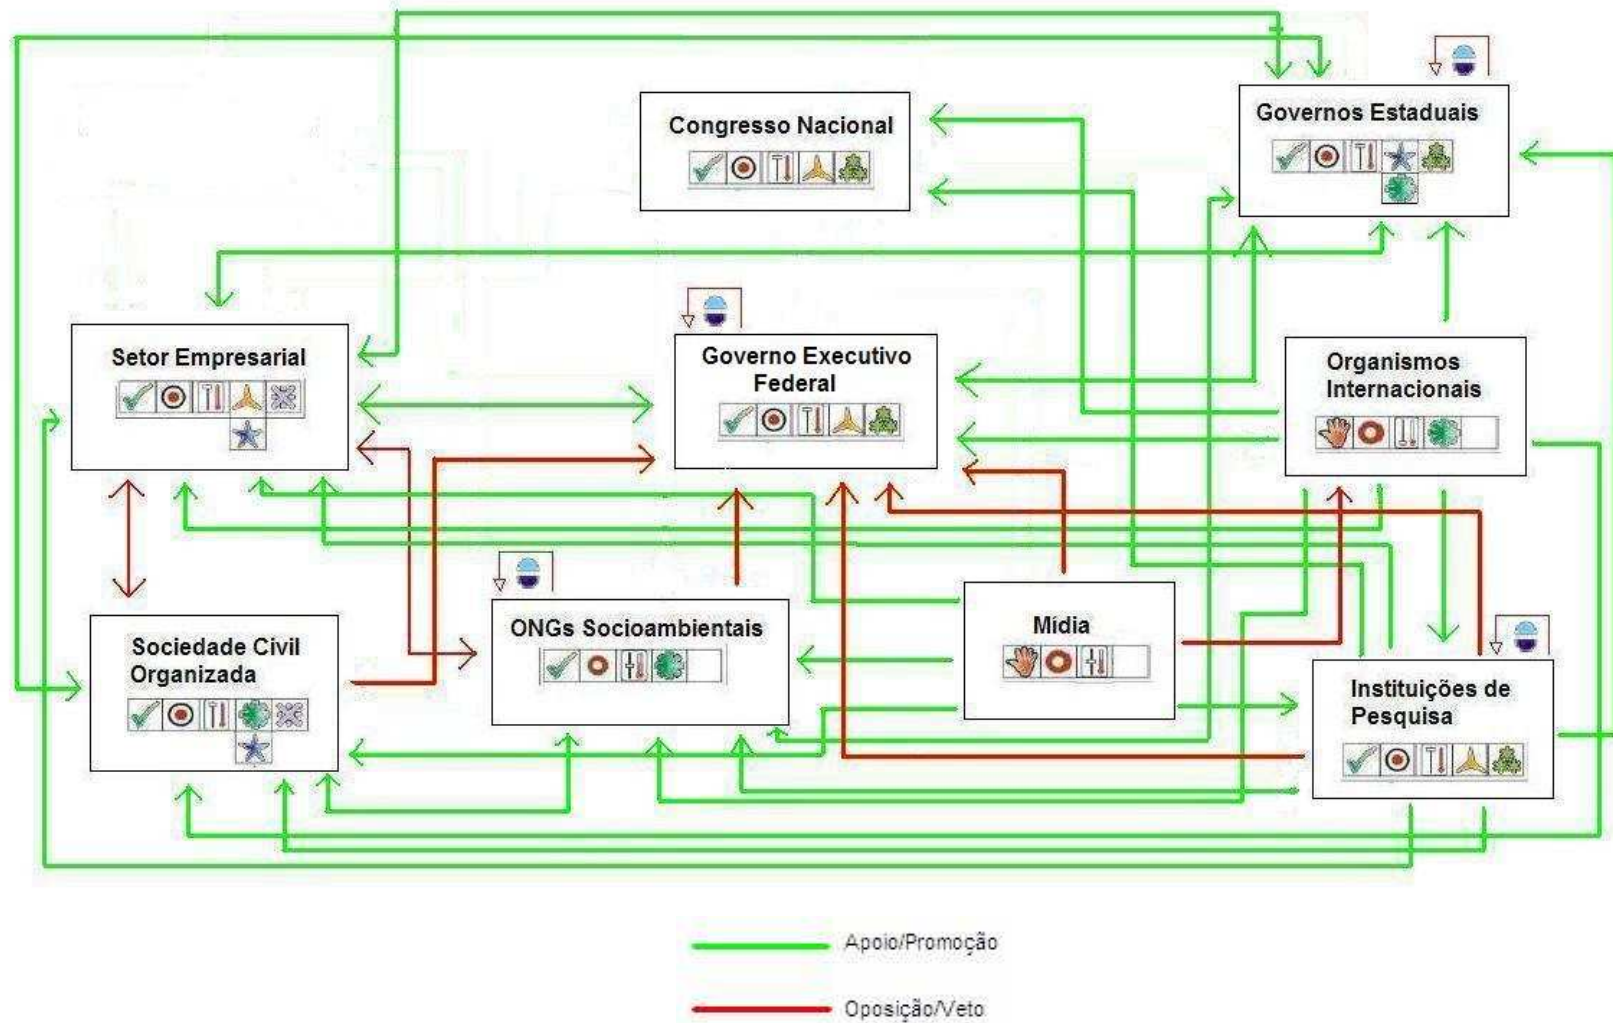 Congresso Nacional
Governos Estaduais
Setor Empresarial
Governo Executivo
Federal
Organismos
Internacionais
Sociedade Civil
Organizada
ONGs Socioambientais
Mídia
Instituições de
Pesquisa
Apoio/Promoção
Oposição/Veto